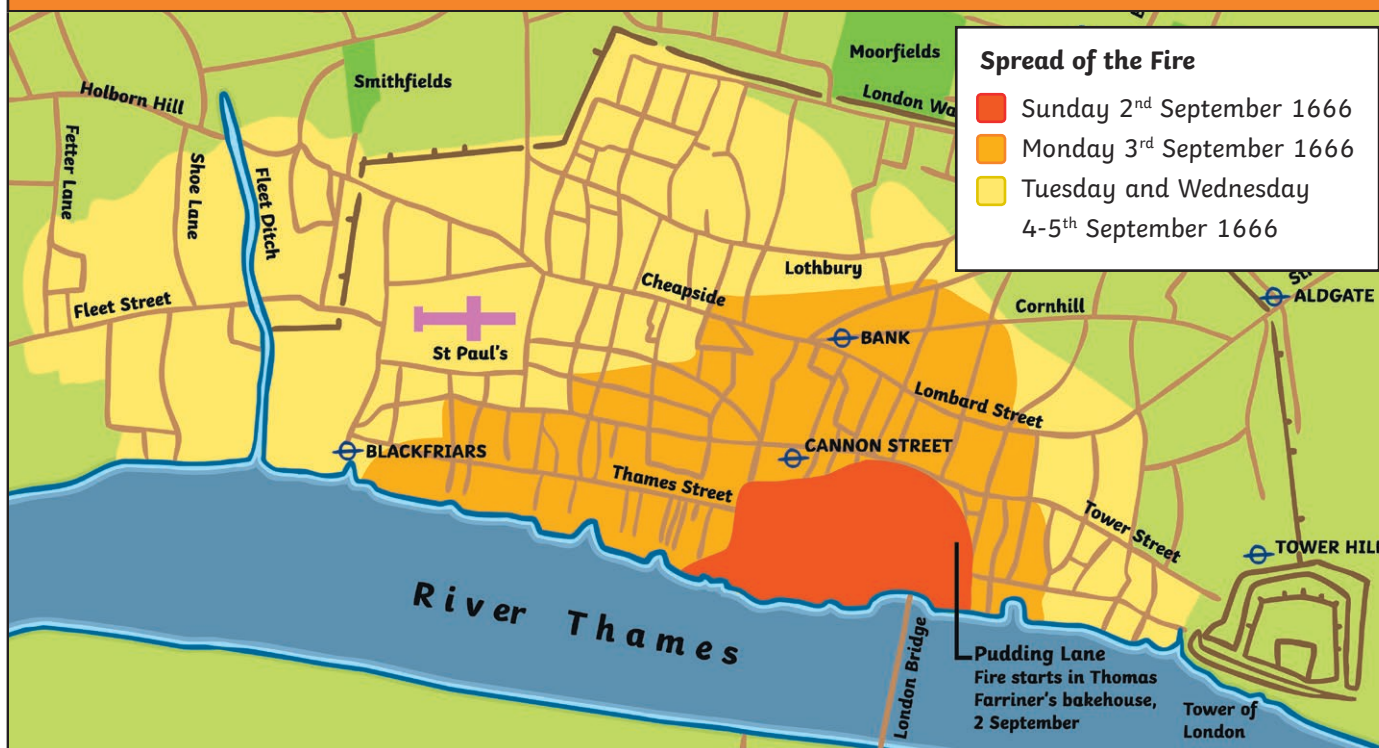 Moorfields
Smithfields
Holborn Hill
London Wa
Fetter Lane
Shoe Lane
Fleet Ditch
Spread of the Fire
Sunday 2nd September 1666
Monday 3rd September 1666
Tuesday and Wednesday
4-5th September 1666
Lothbury
Cheapside
Cornhill
ALDGATE
Fleet Street
BANK
St Paul's
Lombard Street
BLACKFRIARS
CANNON STREET
Thames Street
Tower Street
TOWER HILL
River Thames
London Bridge
Pudding Lane
Fire starts in Thomas
Farriner's bakehouse,
2 September
Tower of
London